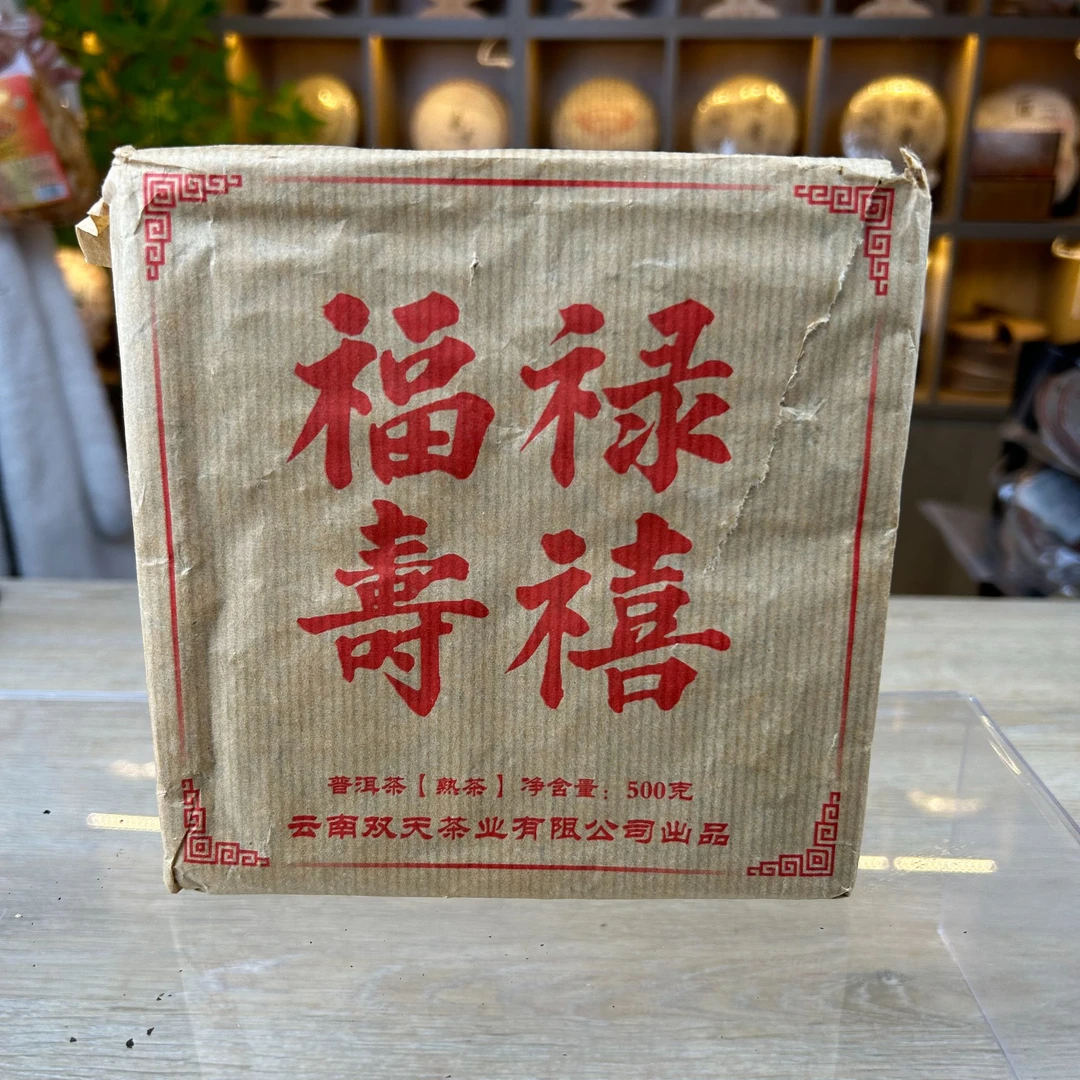 福禄
寿禧
普洱茶【熟茶】净含量：500克
云南双天茶业有限公司出品